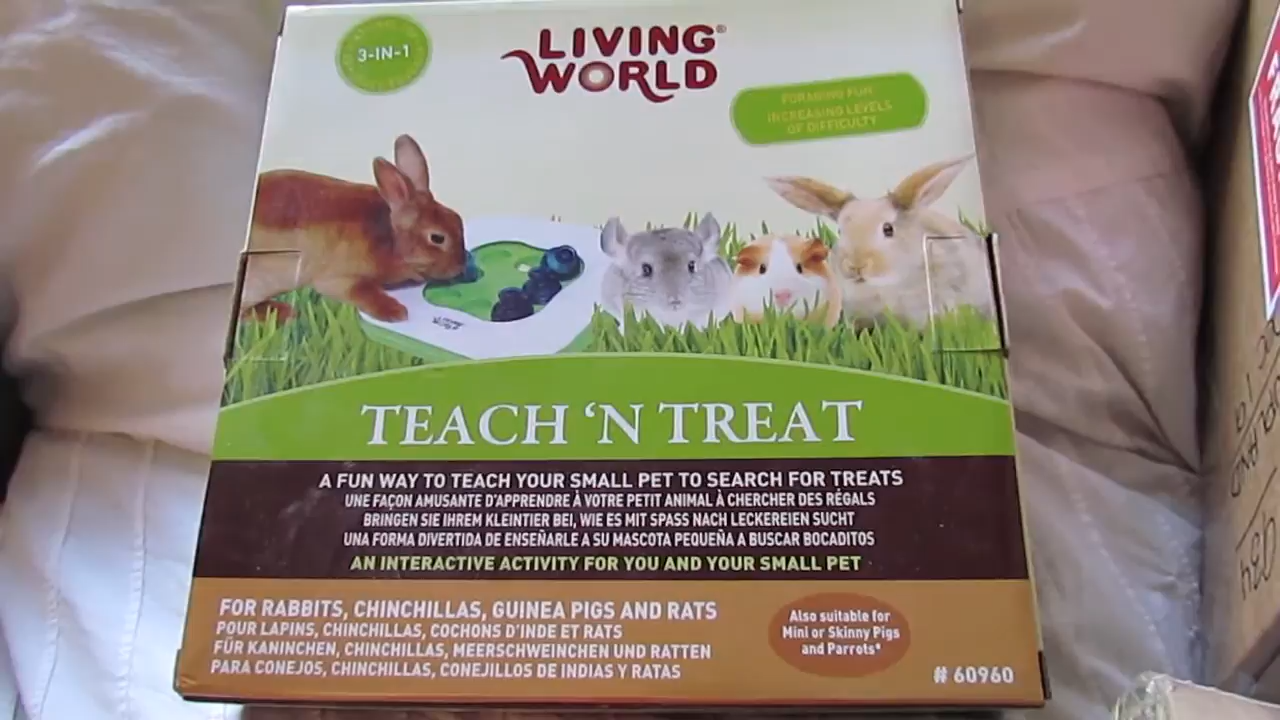 3-IN-1
LIVING®
WORLD
FORAGING FUN
INCREASING LEVELS
OF DIFFICULTY
LIVING
WORLD
TEACH 'N TREAT
A FUN WAY TO TEACH YOUR SMALL PET TO SEARCH FOR TREATS
UNE FAÇON AMUSANTE D'APPRENDRE À VOTRE PETIT ANIMAL À CHERCHER DES RÉGALS
BRINGEN SIE IHREM KLEINTIER BEI, WIE ES MIT SPASS NACH LECKEREIEN SUCHT
UNA FORMA DIVERTIDA DE ENSEÑARLE A SU MASCOTA PEQUEÑA A BUSCAR BOCADITOS
AN INTERACTIVE ACTIVITY FOR YOU AND YOUR SMALL PET
FOR RABBITS, CHINCHILLAS, GUINEA PIGS AND RATS
POUR LAPINS, CHINCHILLAS, COCHONS D'INDE ET RATS
FÜR KANINCHEN, CHINCHILLAS, MEERSCHWEINCHEN UND RATTEN
PARA CONEJOS, CHINCHILLAS, CONEJILLOS DE INDIAS Y RATAS
Also suitable for
Mini or Skinny Pigs
and Parrots*
# 60960